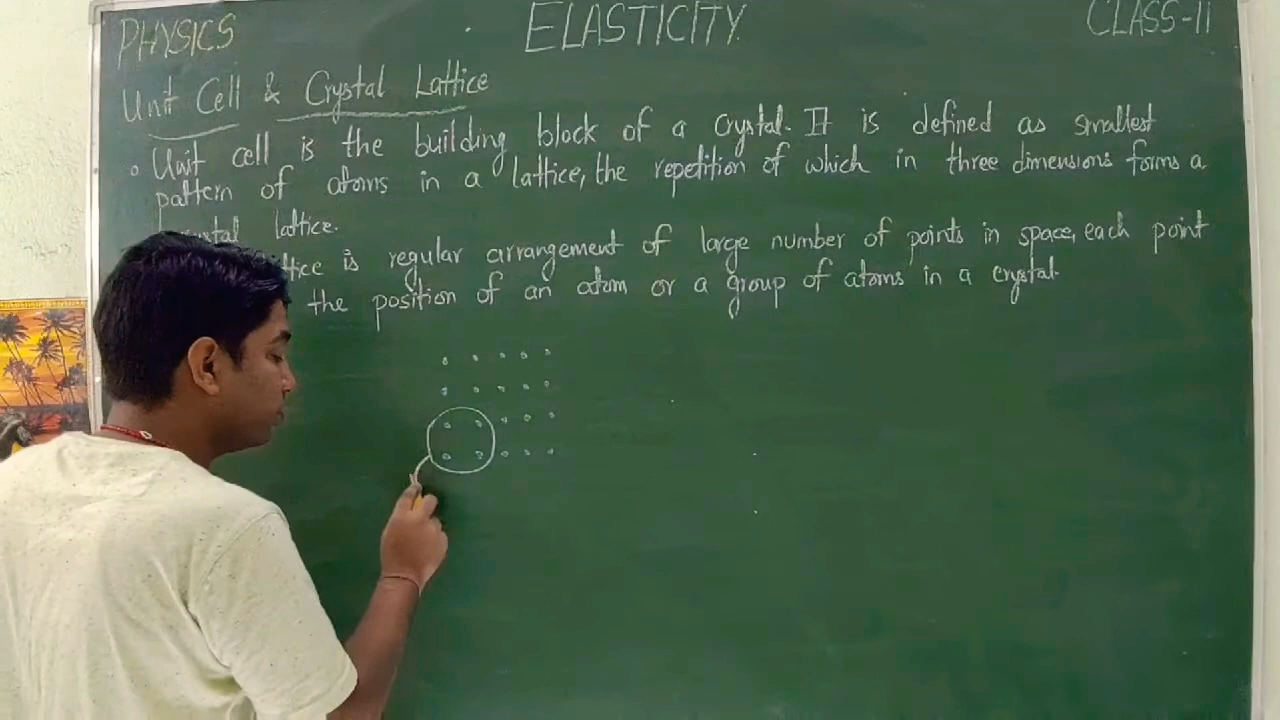 PHYSICS
ELASTICITY
CLASS-11
Unit Cell & Crystal Lattice
Unit cell is the building block of a crystal. It is defined as smallest
pattern of atoms in a lattice, the repetition of which in three dimensions forms a
lattice.
is regular arrangement of large number of points in space, each point
the position of an atom or a group of atoms in a crystal.